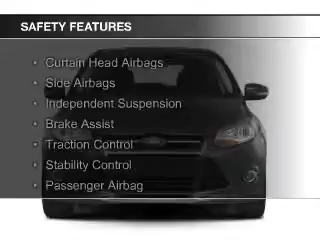 SAFETY FEATURES
• Curtain Head Airbags
• Side Airbags
• Independent Suspension
• Brake Assist
• Traction Control
• Stability Control
• Passenger Airbag